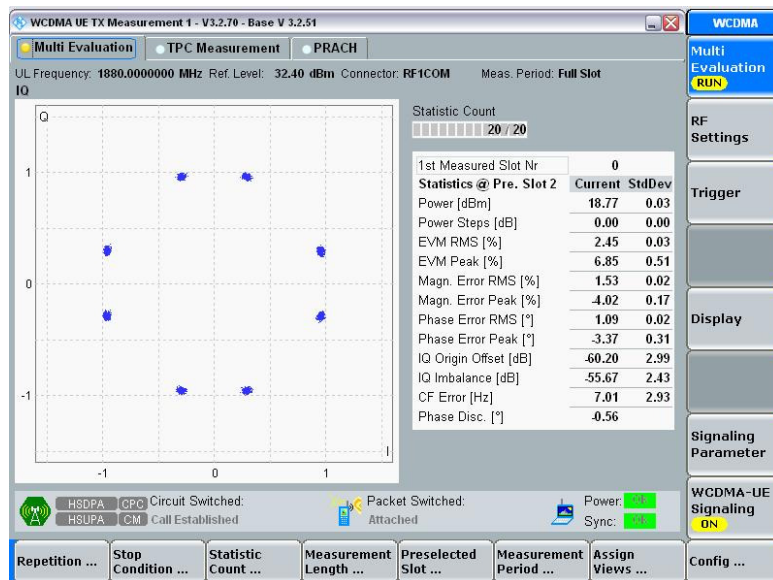 WCDMA UE TX Measurement 1 - V3.2.70 - Base V 3.2.51
WCDMA
Multi Evaluation
TPC Measurement
PRACH
Multi
Evaluation
RUN
UL Frequency: 1880.0000000 MHz Ref. Level: 32.40 dBm Connector: RF1COM Meas. Period: Full Slot
IQ
Statistic Count
20 / 20
Q
1
0
-1
-1
0
1
I
1st Measured Slot Nr 0
Statistics @ Pre. Slot 2 Current StdDev
Power [dBm] 18.77 0.03
Power Steps [dB] 0.00 0.00
EVM RMS [%] 2.45 0.03
EVM Peak [%] 6.85 0.51
Magn. Error RMS [%] 1.53 0.02
Magn. Error Peak [%] -4.02 0.17
Phase Error RMS [°] 1.09 0.02
Phase Error Peak [°] -3.37 0.31
IQ Origin Offset [dB] -60.20 2.99
IQ Imbalance [dB] -55.67 2.43
CF Error [Hz] 7.01 2.93
Phase Disc. [°] -0.56
RF
Settings
Trigger
Display
Signaling
Parameter
WCDMA-UE
Signaling
ON
HSDPA CPC Circuit Switched:
HSUPA CM Call Established
Packet Switched:
Attached
Power:
Sync:
Repetition ...
Stop
Condition ...
Statistic
Count ...
Measurement
Length ...
Preselected
Slot ...
Measurement
Period ...
Assign
Views ...
Config ...